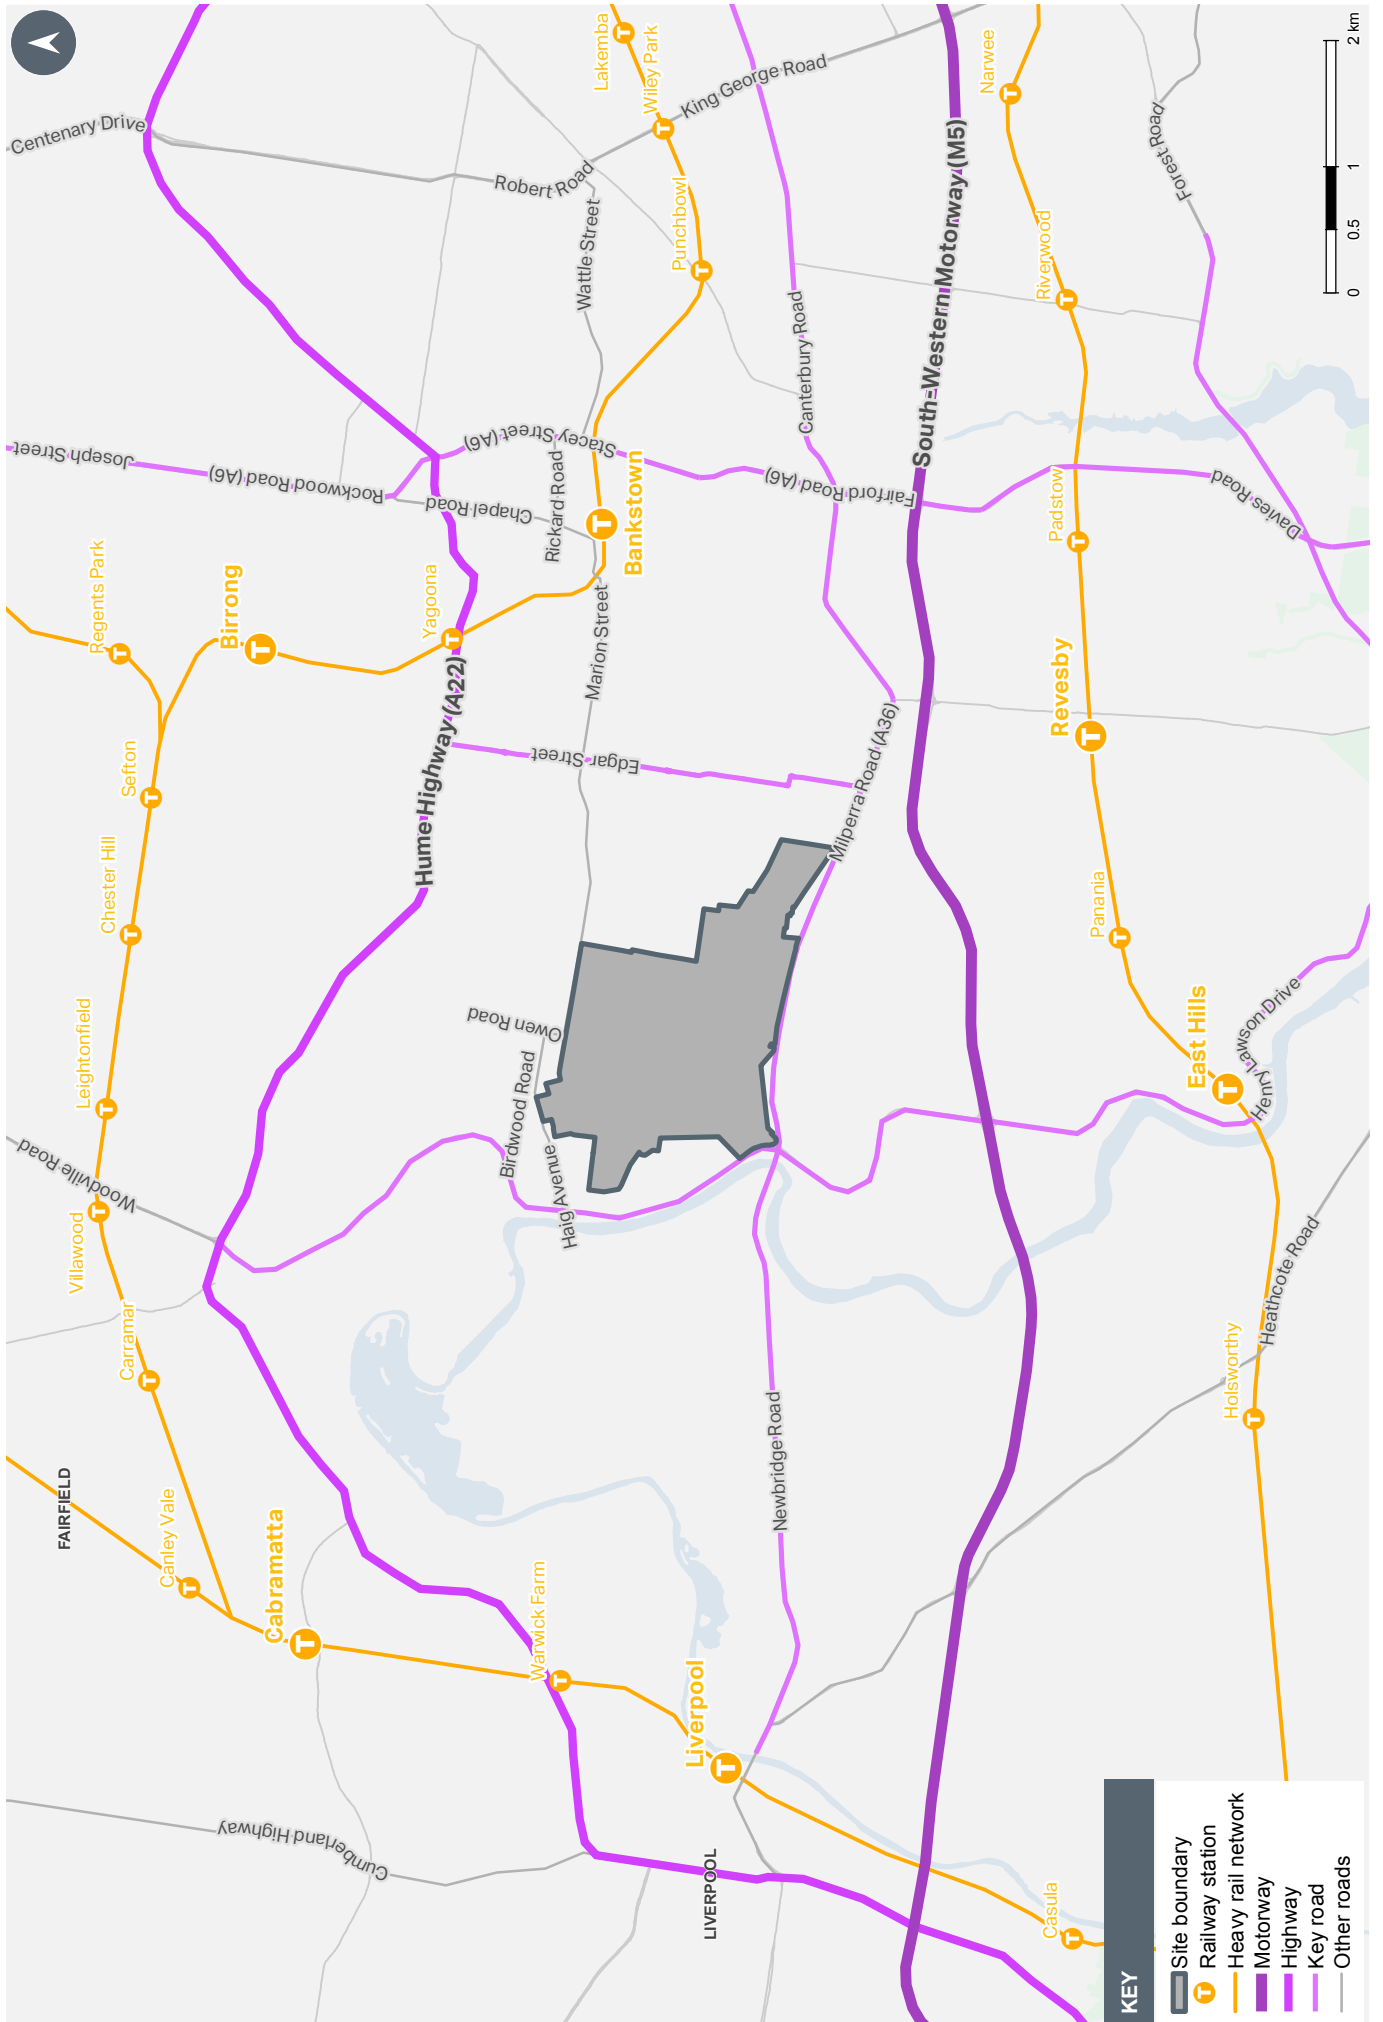 Centenary Drive
Robert Road
King George Road
Wattle Street
Lakemba
Wiley Park
Punchbowl
Narwee
Riverwood
Forest Road
Canterbury Road
South-Western Motorway (M5)
Joseph Street
Rockwood Road (A6)
Stacey Street (A6)
Chapel Road
Rickard Road
Bankstown
Fairford Road (A6)
Padstow
Davies Road
Regents Park
Birrong
Yagoona
Marion Street
Sefton
Hume Highway (A22)
Edgar Street
Milperra Road (A36)
Revesby
Chester Hill
Panania
Leightonfield
Owen Road
Birdwood Road
Haig Avenue
East Hills
Henry Lawson Drive
Woodville Road
Villawood
Carramar
Heathcote Road
Holsworthy
Newbridge Road
FAIRFIELD
Canley Vale
Cabramatta
Warwick Farm
Liverpool
Cumberland Highway
LIVERPOOL
Casula
0
0.5
1
2 km
KEY
Site boundary
T Railway station
Heavy rail network
Motorway
Highway
Key road
Other roads